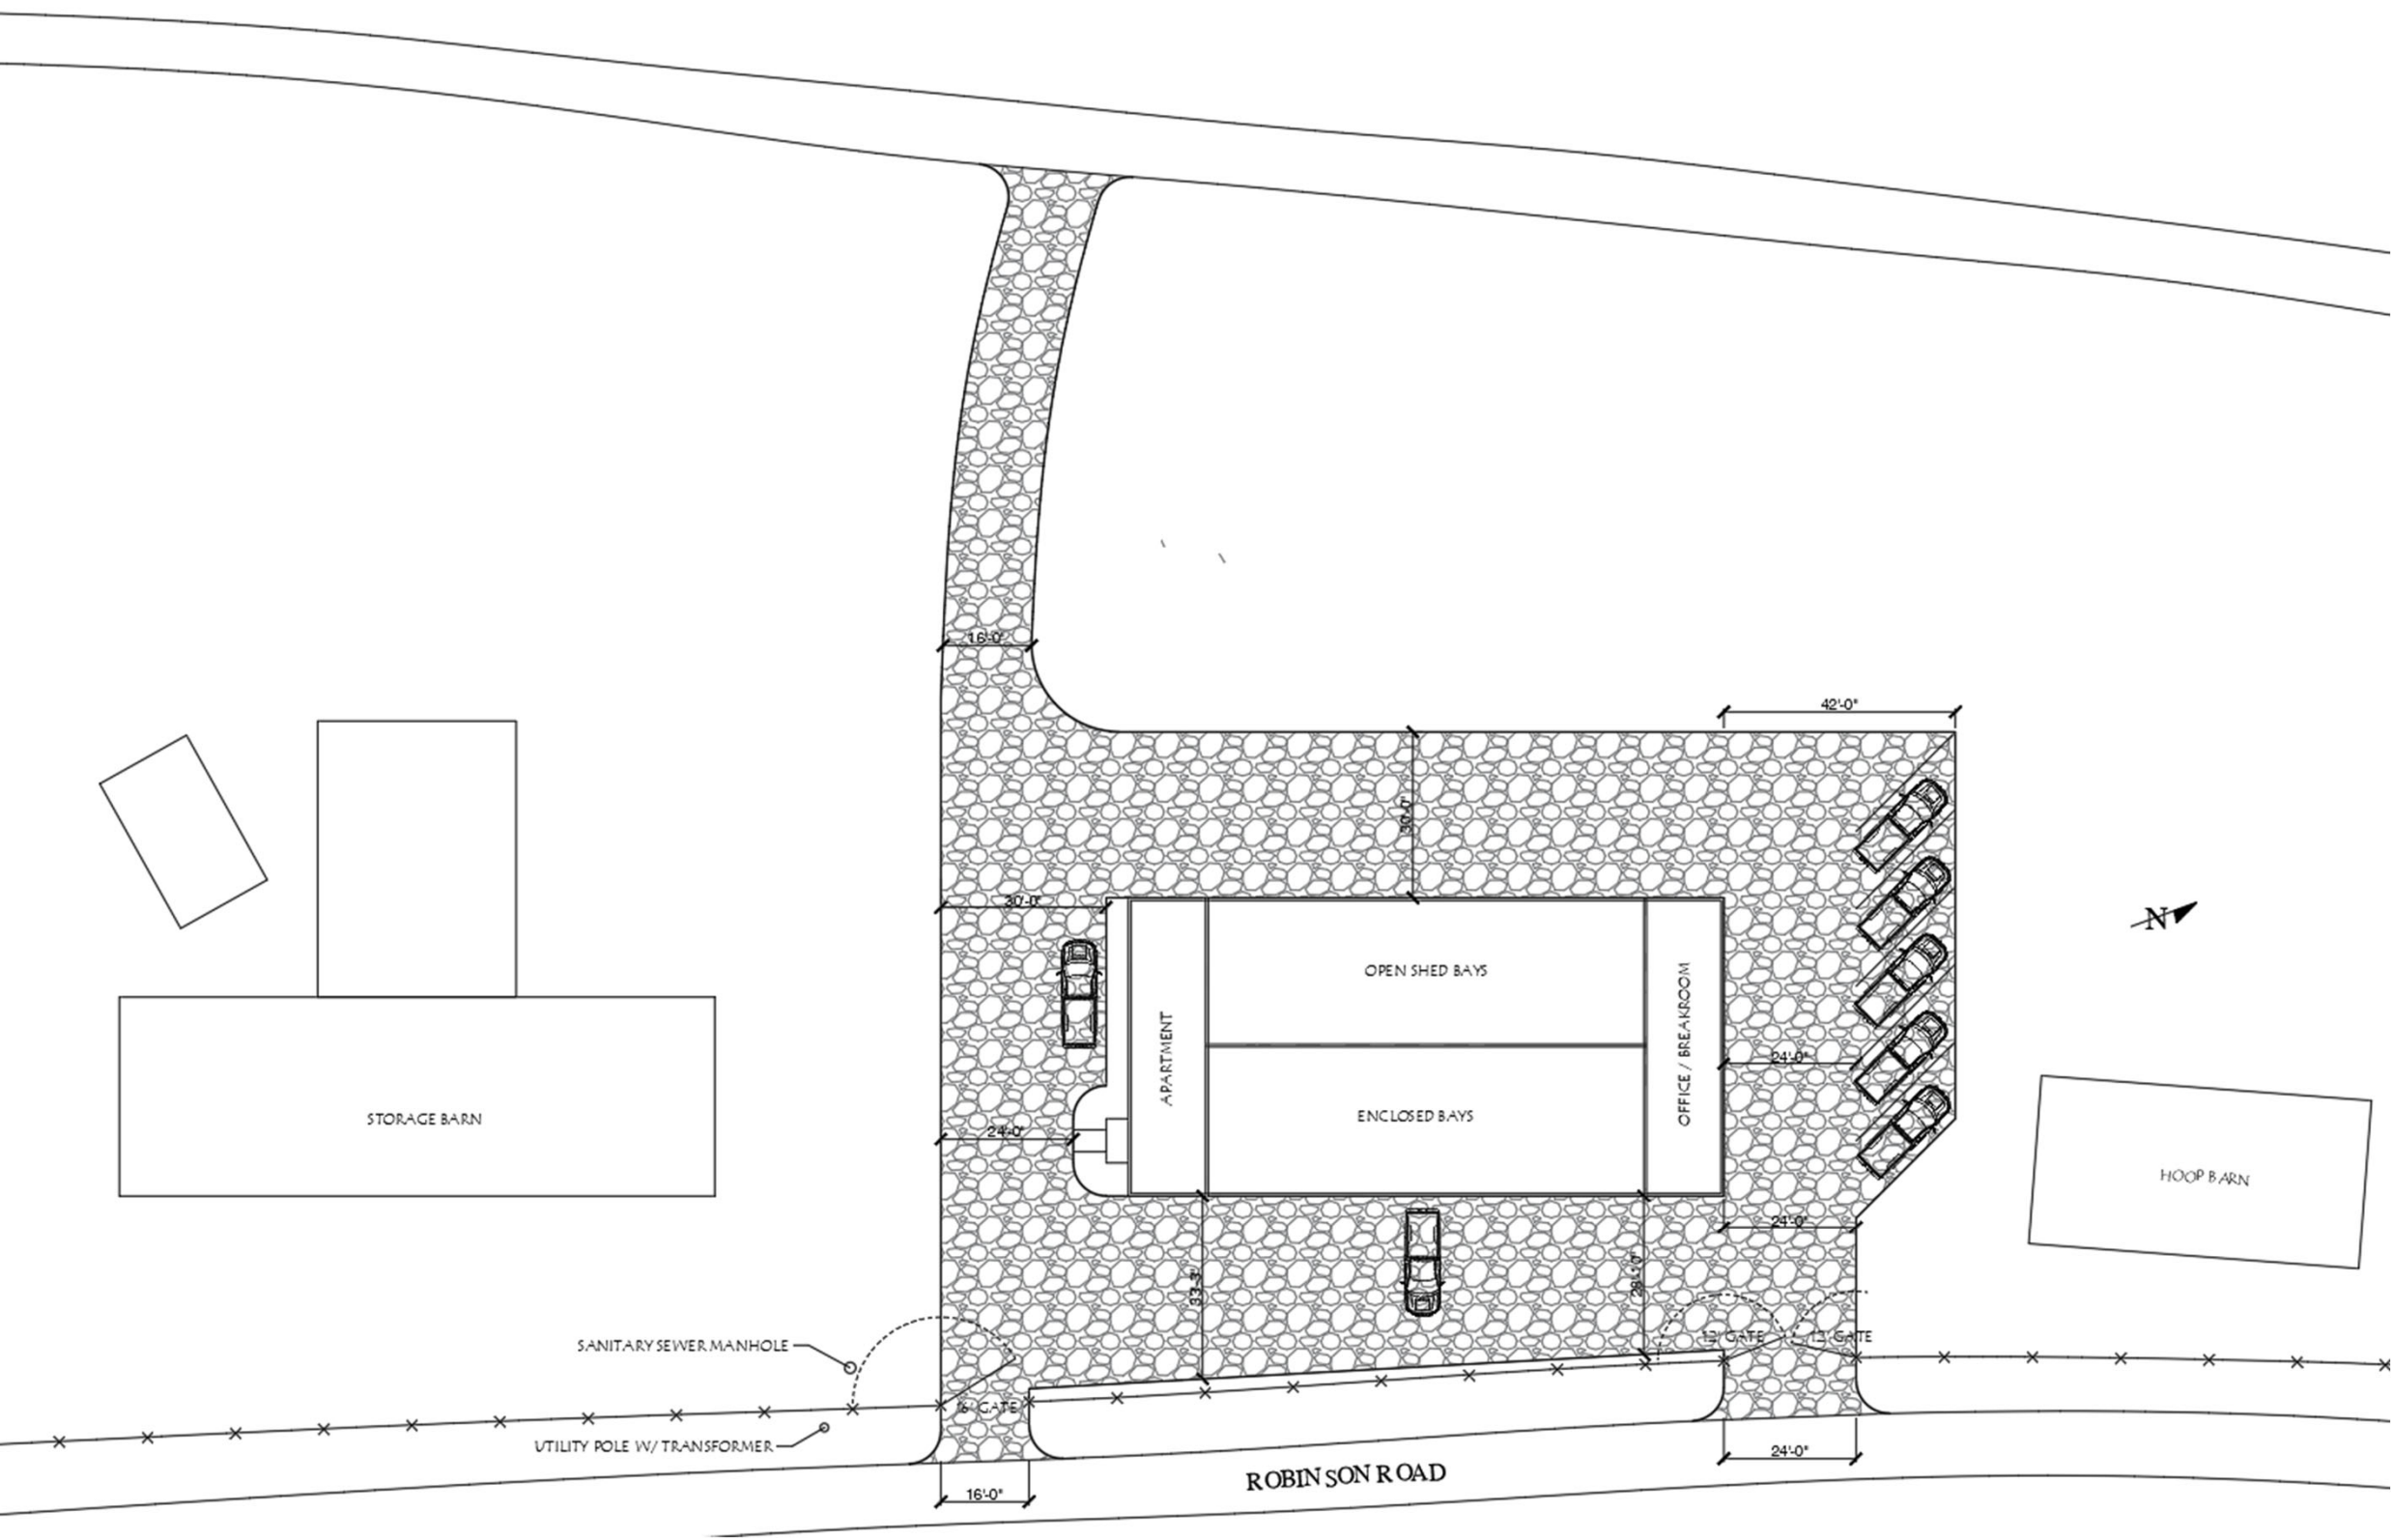 16'-0"
42'-0"
30'-0"
30'-0"
N
OPEN SHED BAYS
APARTMENT
OFFICE / BREAKROOM
24'-0"
ENCLOSED BAYS
STORAGE BARN
24'-0"
HOOP BARN
24'-0"
33'-3"
28'-10"
12' GATE
12' GATE
SANITARY SEWER MANHOLE
16' GATE
UTILITY POLE W/ TRANSFORMER
24'-0"
ROBINSON ROAD
16'-0"